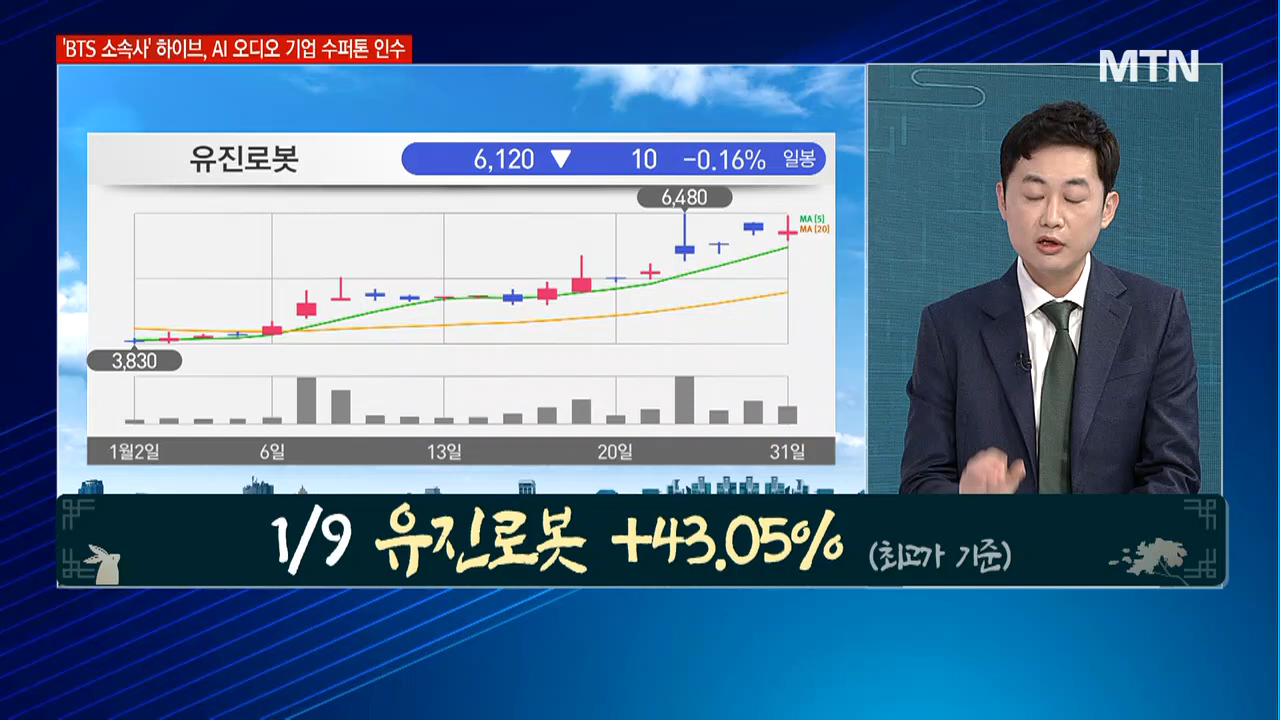 'BTS 소속사' 하이브, AI 오디오 기업 수퍼톤 인수
MTN
유진로봇 6,120 ▼ 10 -0.16% 일봉
6,480
MA [5]
MA [20]
3,830
1월2일 6일 13일 20일 31일
1/9 유진로봇 +43.05% (최고가 기준)